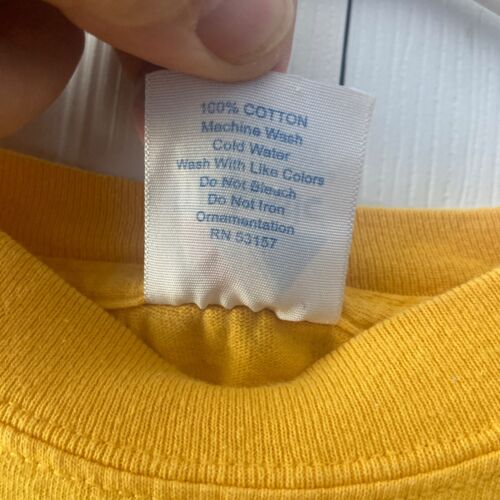 100% COTTON
Machine Wash
Cold Water
Wash With Like Colors
Do Not Bleach
Do Not Iron
Ornamentation
RN 53157